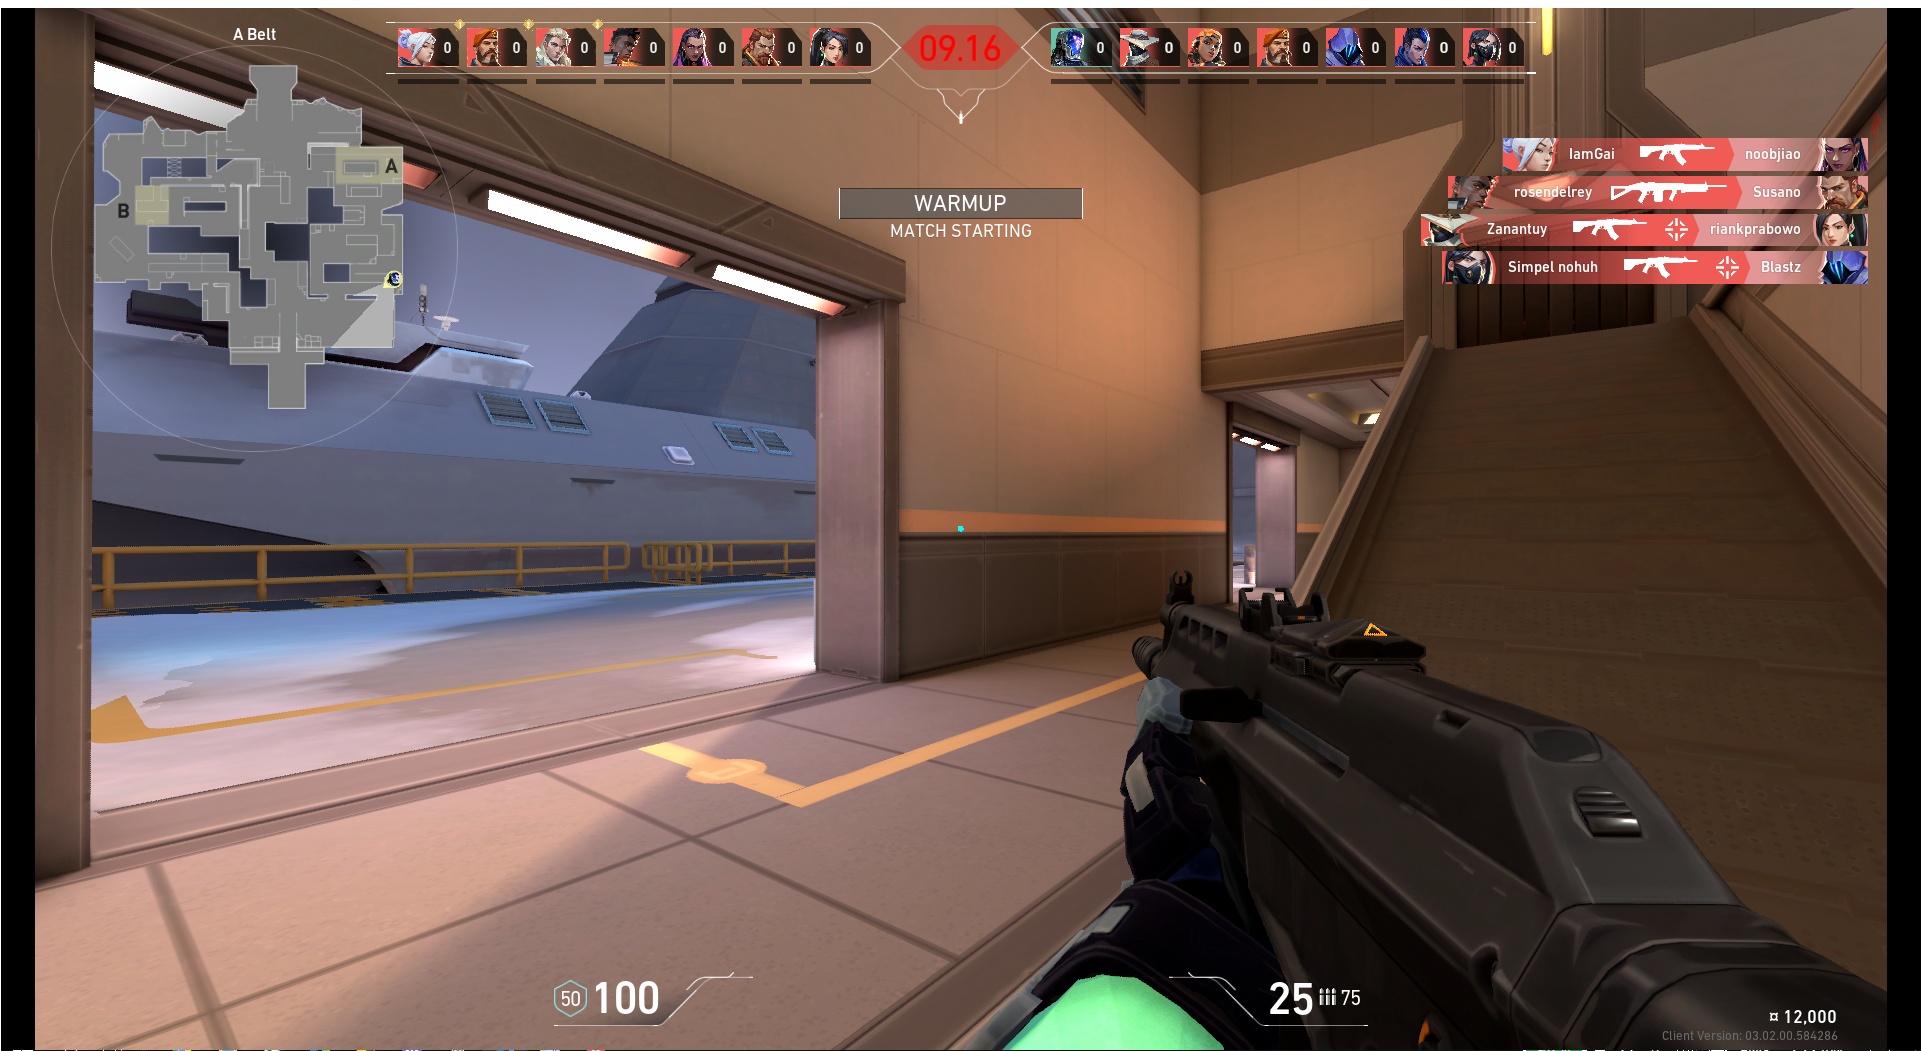 A Belt
0 0 0 0 0 0 0 09.16 0 0 0 0 0 0 0
A
B
WARMUP
MATCH STARTING
IamGai noobjiao
rosendelrey Susano
Zanantuy riankprabowo
Simpel nohuh Blastz
50 100
25 75
¤ 12,000
Client Version: 03.02.00.584286